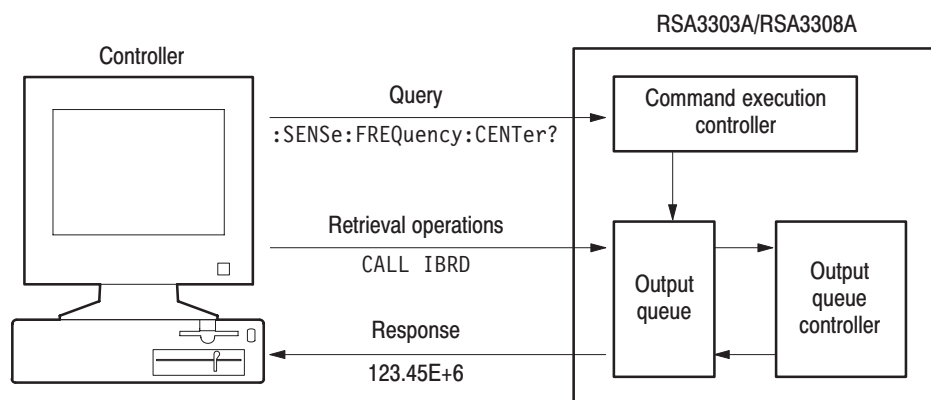 RSA3303A/RSA3308A
Controller
Query
:SENSe:FREQuency:CENTer?
Command execution
controller
Retrieval operations
CALL IBRD
Output
queue
Output
queue
controller
Response
123.45E+6